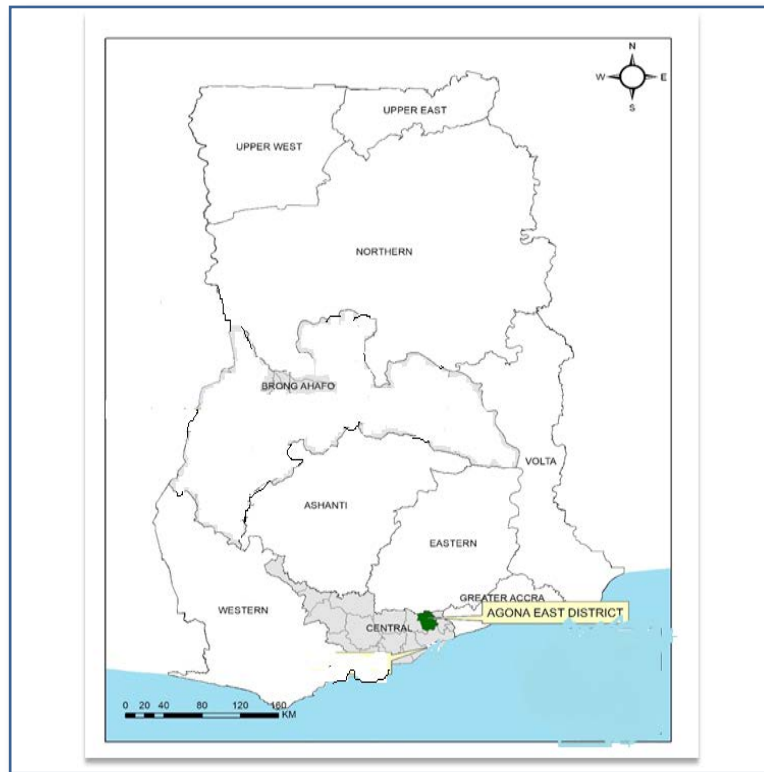 N
W E
S
UPPER EAST
UPPER WEST
NORTHERN
BRONG AHAFO
VOLTA
ASHANTI
EASTERN
GREATER ACCRA
WESTERN
AGONA EAST DISTRICT
CENTRAL
0 20 40 80 120 160
KM